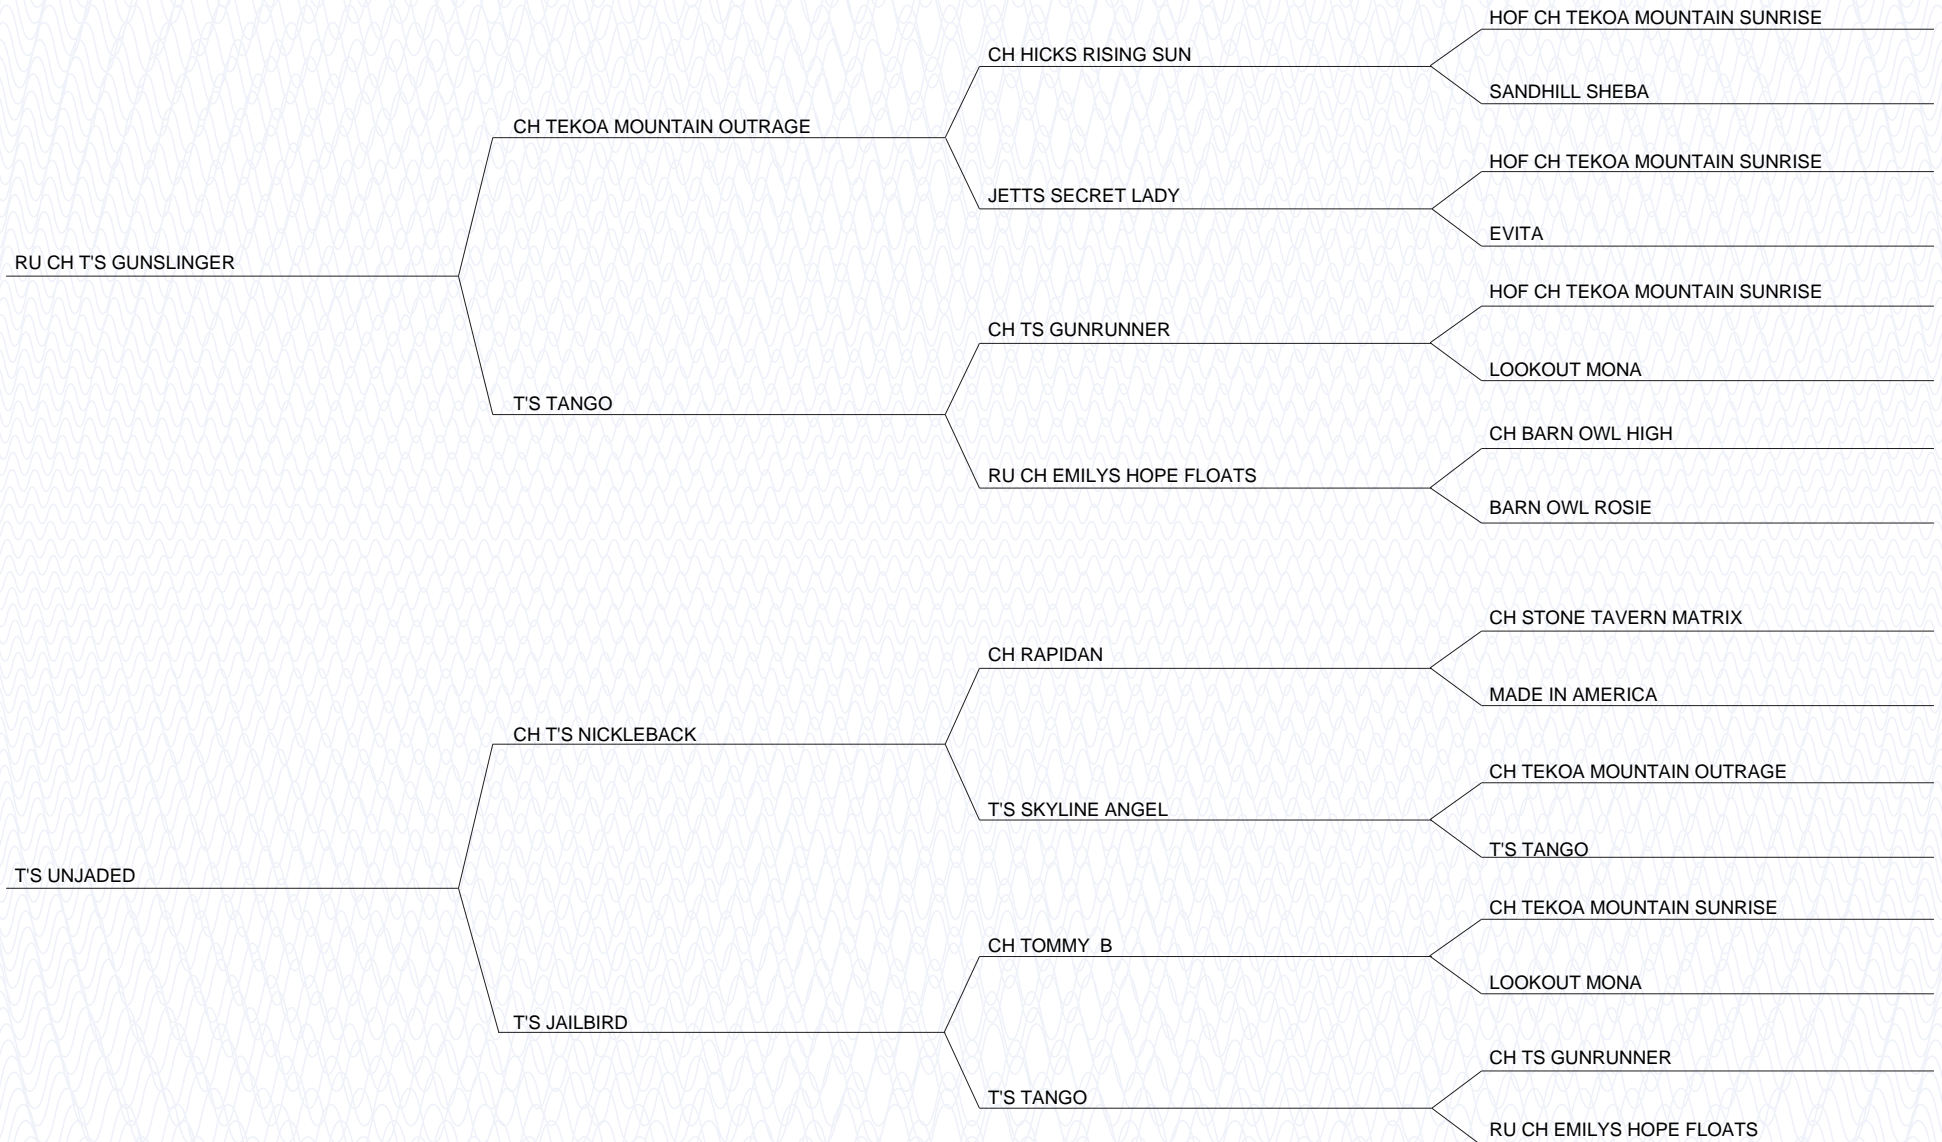 HOF CH TEKOA MOUNTAIN SUNRISE
CH HICKS RISING SUN
SANDHILL SHEBA
CH TEKOA MOUNTAIN OUTRAGE
HOF CH TEKOA MOUNTAIN SUNRISE
JETTS SECRET LADY
EVITA
RU CH T'S GUNSLINGER
HOF CH TEKOA MOUNTAIN SUNRISE
CH TS GUNRUNNER
LOOKOUT MONA
T'S TANGO
CH BARN OWL HIGH
RU CH EMILYS HOPE FLOATS
BARN OWL ROSIE
CH STONE TAVERN MATRIX
CH RAPIDAN
MADE IN AMERICA
CH T'S NICKLEBACK
CH TEKOA MOUNTAIN OUTRAGE
T'S SKYLINE ANGEL
T'S TANGO
T'S UNJADED
CH TEKOA MOUNTAIN SUNRISE
CH TOMMY  B
LOOKOUT MONA
T'S JAILBIRD
CH TS GUNRUNNER
T'S TANGO
RU CH EMILYS HOPE FLOATS